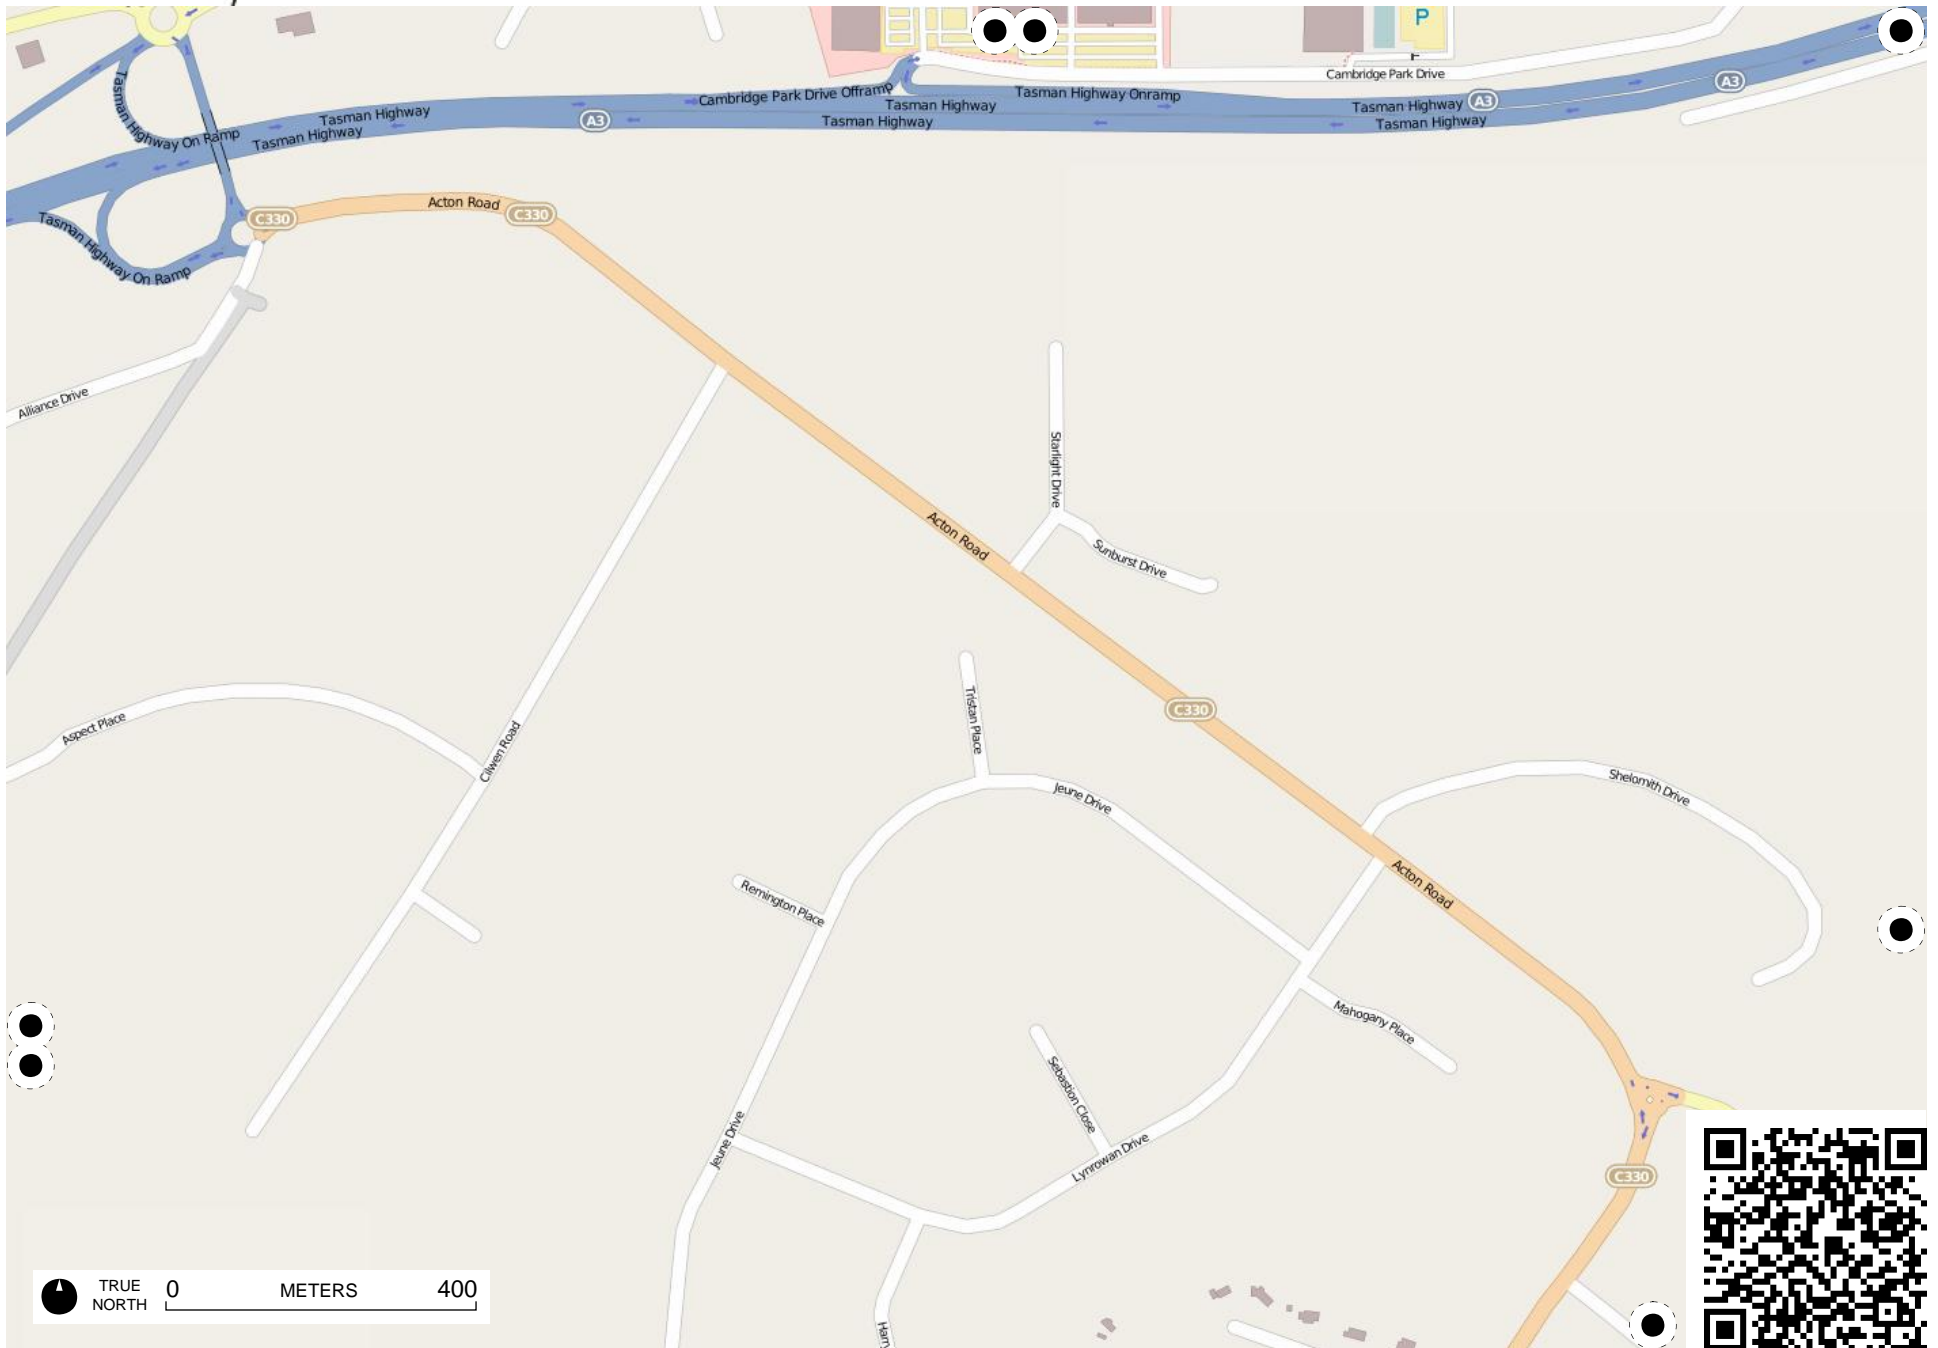 P
Cambridge Park Drive
A3
Tasman Highway On Ramp
Tasman Highway
Cambridge Park Drive Offramp
Tasman Highway
Tasman Highway Onramp
Tasman Highway
A3
A3
Tasman Highway
Tasman Highway
Tasman Highway
Tasman Highway On Ramp
C330
Acton Road
C330
Alliance Drive
Starlight Drive
Acton Road
Sunburst Drive
Tristan Place
C330
Aspect Place
Cilwen Road
Jeune Drive
Shelomith Drive
Remington Place
Acton Road
Mahogany Place
Sebastion Close
Jeune Drive
Lynrowan Drive
C330
TRUE NORTH
0 METERS 400